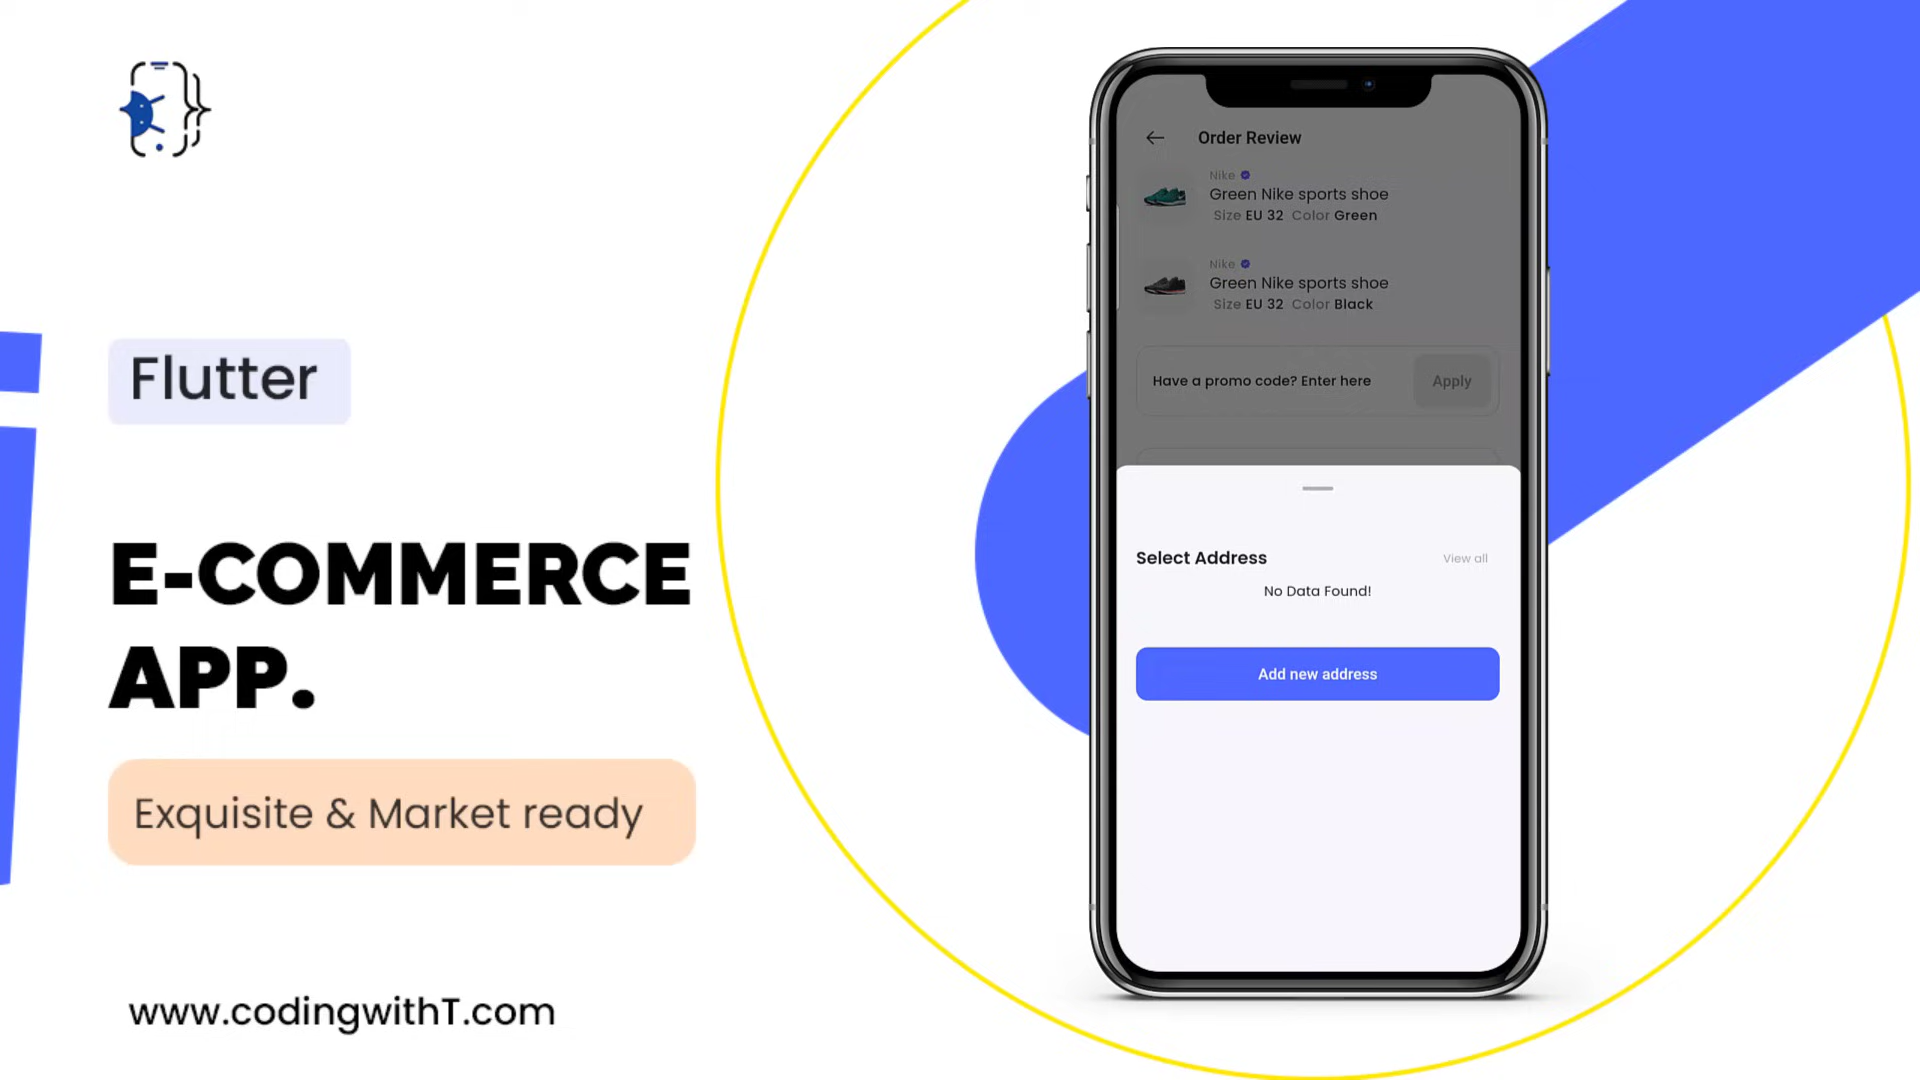 Flutter
E-COMMERCE
APP.
Exquisite & Market ready
www.codingwithT.com
Order Review
Nike
Green Nike sports shoe
Size EU 32 Color Green
Nike
Green Nike sports shoe
Size EU 32 Color Black
Have a promo code? Enter here Apply
Select Address View all
No Data Found!
Add new address